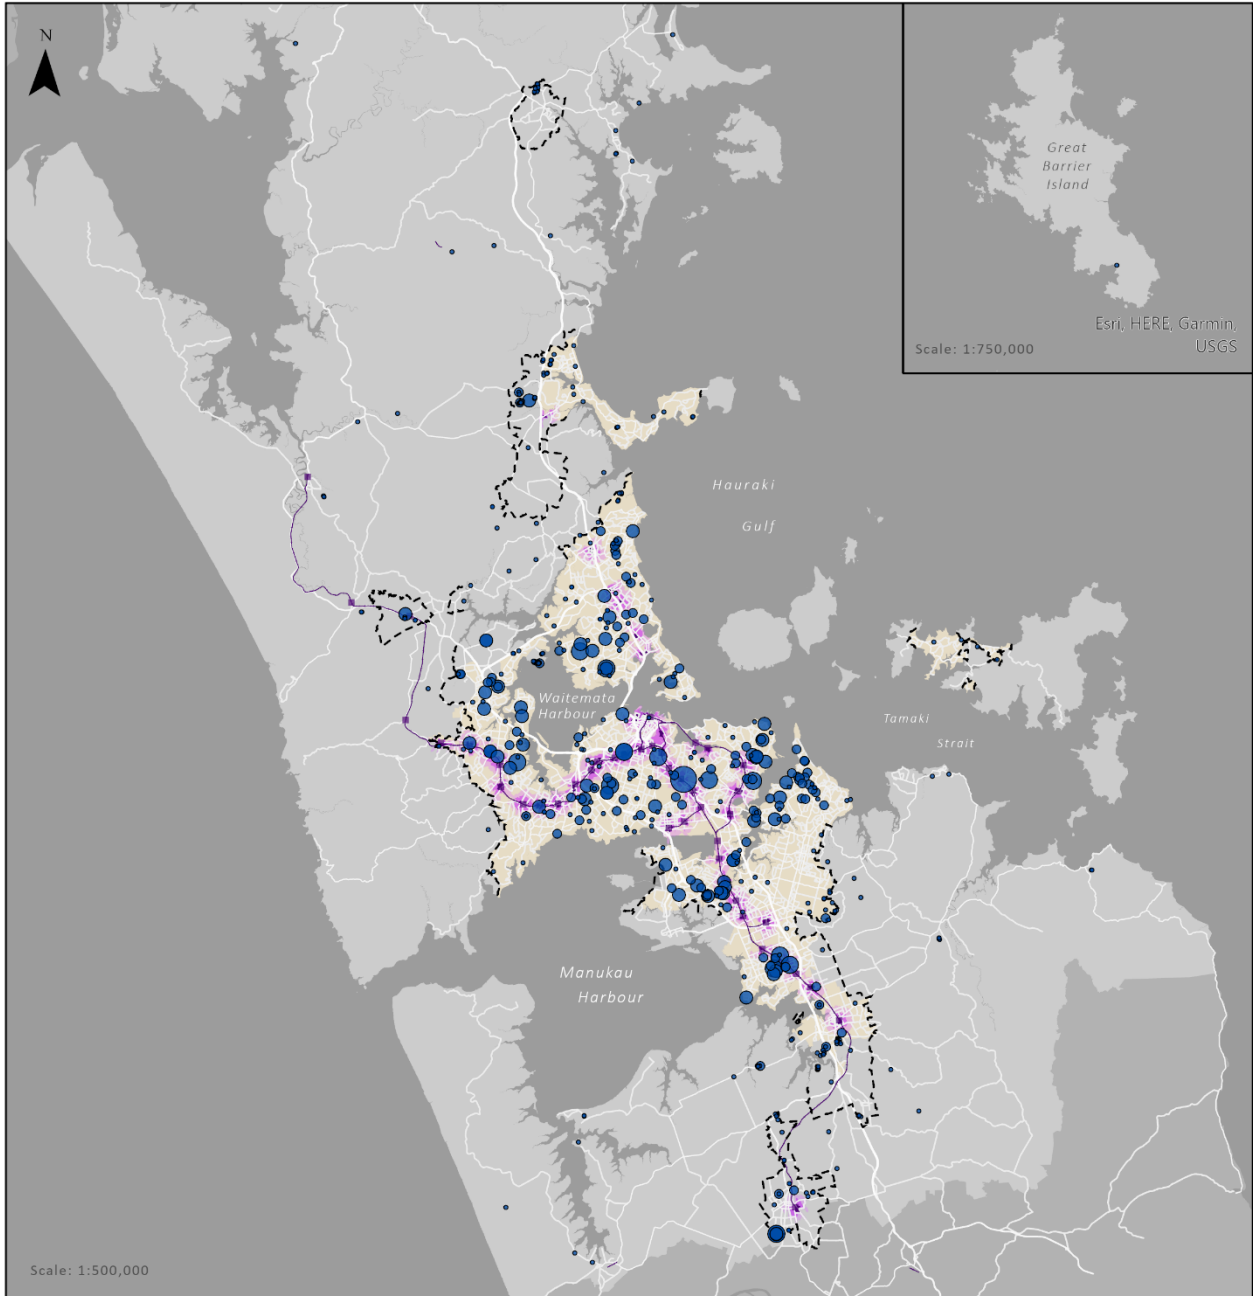 N
Great
Barrier
Island
Esri, HERE, Garmin,
USGS
Scale: 1:750,000
Hauraki
Gulf
Waitemata
Harbour
Tamaki
Strait
Manukau
Harbour
Scale: 1:500,000